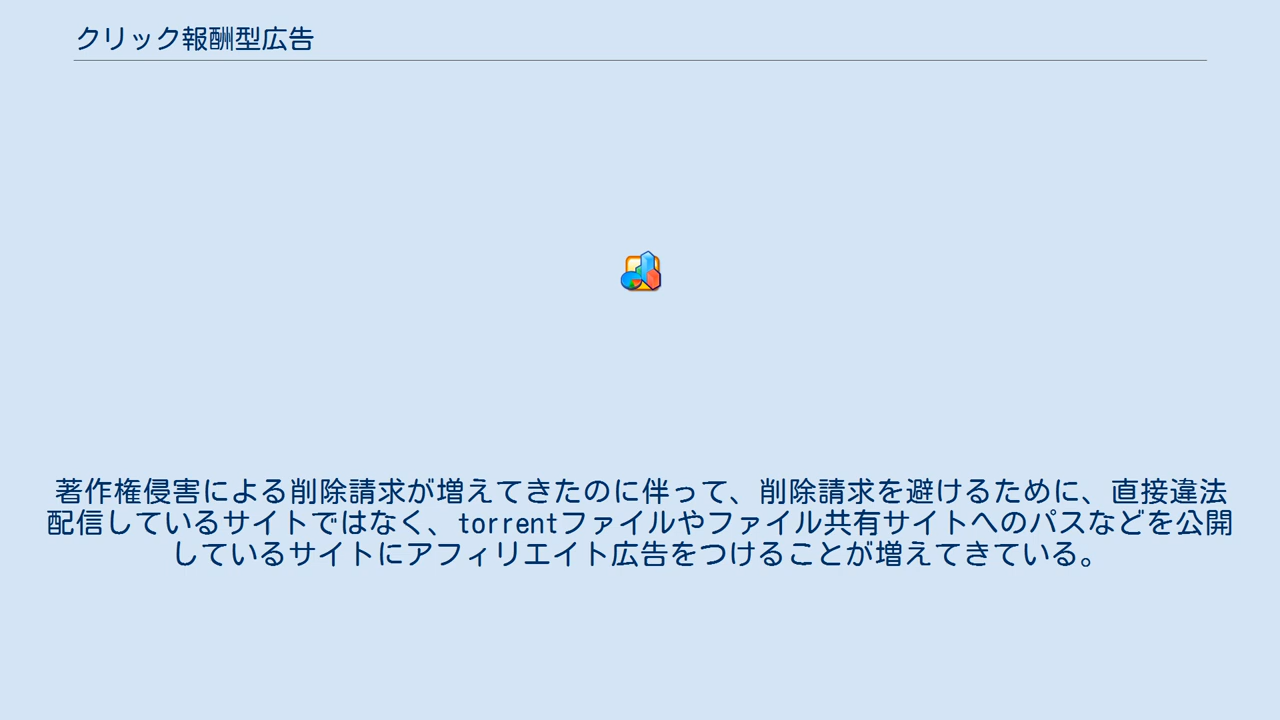 クリック報酬型広告
著作権侵害による削除請求が増えてきたのに伴って、削除請求を避けるために、直接違法
配信しているサイトではなく、torrentファイルやファイル共有サイトへのパスなどを公開
しているサイトにアフィリエイト広告をつけることが増えてきている。